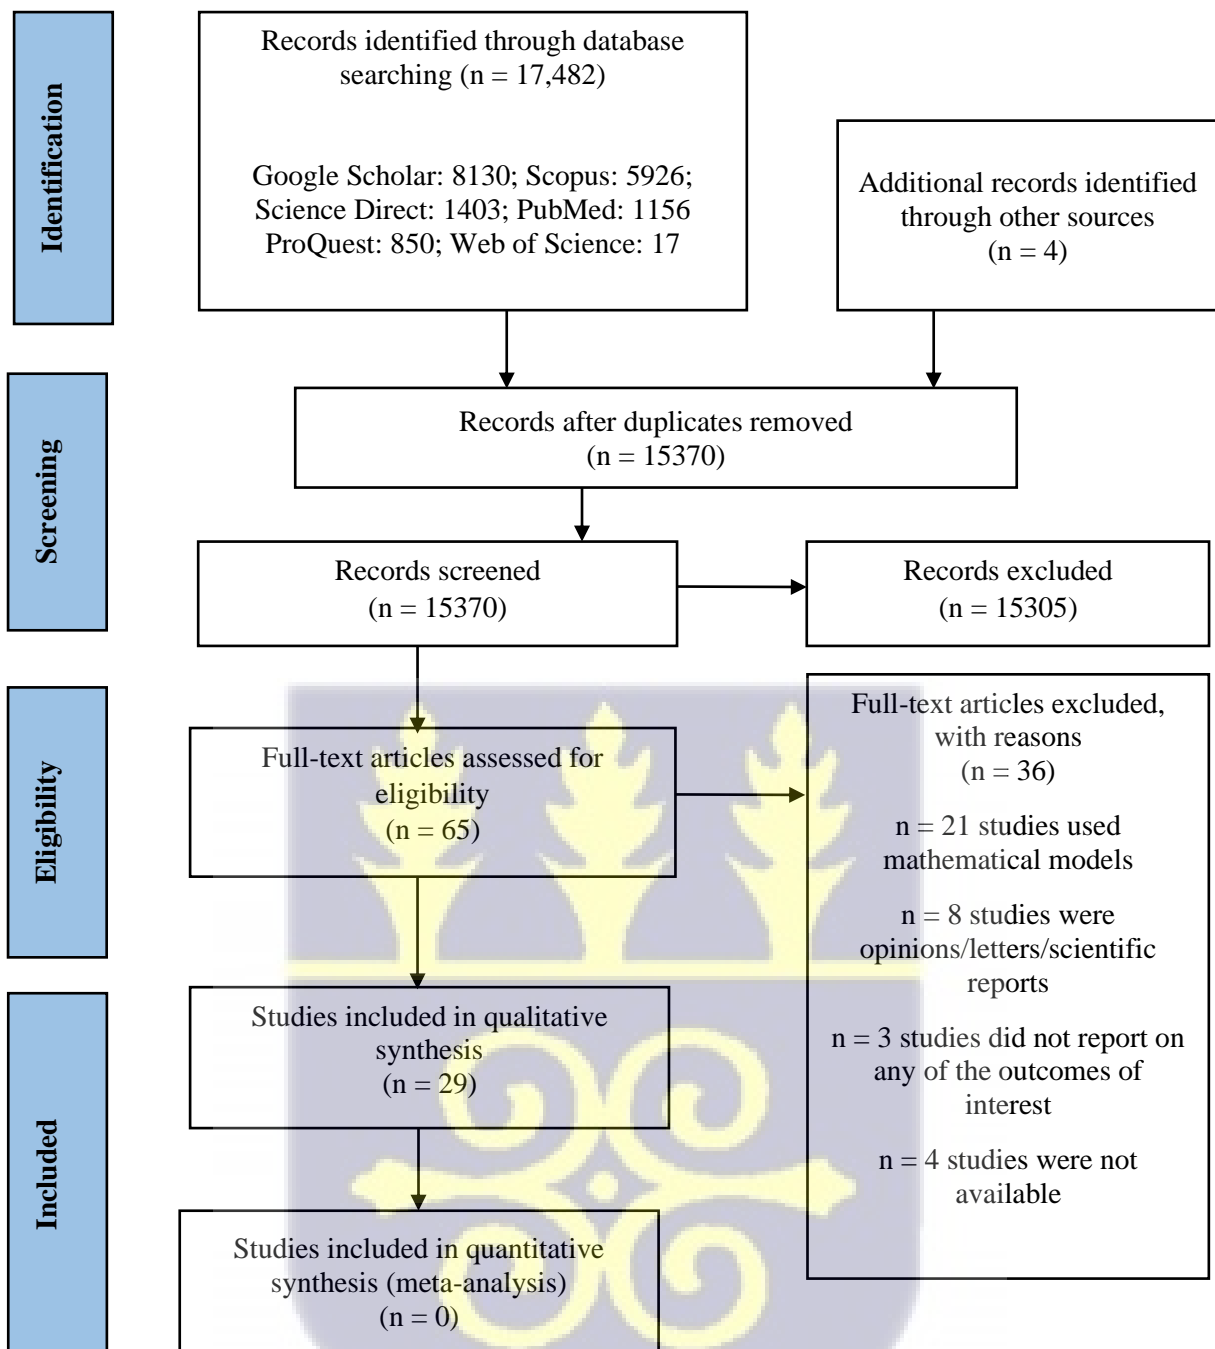 Identification
Records identified through database
searching (n = 17,482)
Google Scholar: 8130; Scopus: 5926;
Science Direct: 1403; PubMed: 1156
ProQuest: 850; Web of Science: 17
Additional records identified
through other sources
(n = 4)
Screening
Records after duplicates removed
(n = 15370)
Records screened
(n = 15370)
Records excluded
(n = 15305)
Eligibility
Full-text articles assessed for
eligibility
(n = 65)
Full-text articles excluded,
with reasons
(n = 36)
n = 21 studies used
mathematical models
n = 8 studies were
opinions/letters/scientific
reports
n = 3 studies did not report on
any of the outcomes of
interest
n = 4 studies were not
available
Included
Studies included in qualitative
synthesis
(n = 29)
Studies included in quantitative
synthesis (meta-analysis)
(n = 0)